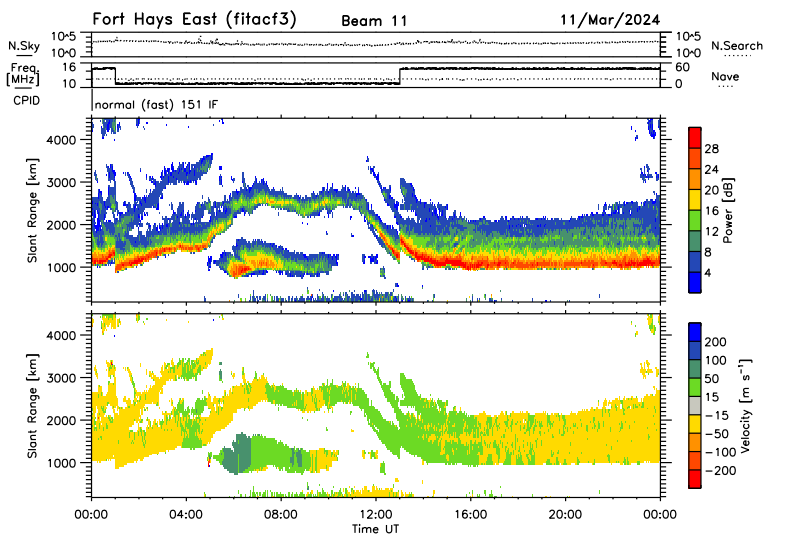 Fort Hays East (fitacf3) Beam 11 11/Mar/2024
N.Sky 10^5 10^5 N.Search
10^0 10^0
Freq. 16 60
[MHz] 10 0 Nave
CPID normal (fast) 151 IF
4000
3000
2000
1000
Slant Range [km]
28
24
20
16
12
8
4
Power [dB]
4000
3000
2000
1000
Slant Range [km]
200
100
50
15
-15
-50
-100
-200
Velocity [m s⁻¹]
00:00 04:00 08:00 12:00 16:00 20:00 00:00
Time UT